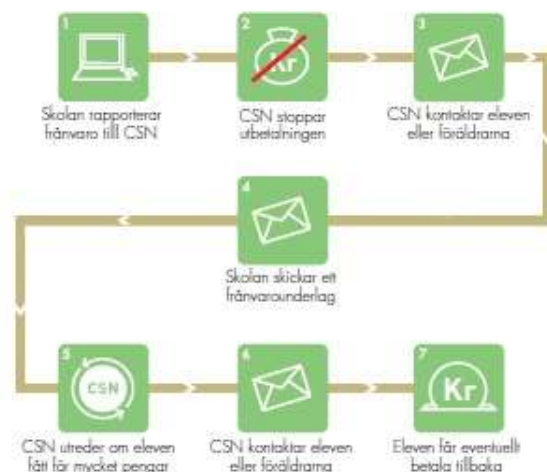 1
Skolan rapporterar
frånvaro till CSN
2
Kr
CSN stoppar
utbetalningen
3
CSN kontaktar eleven
eller föräldrarna
4
Skolan skickar ett
frånvarounderlag
5
CSN
CSN utreder om eleven
fått för mycket pengar
6
CSN kontaktar eleven
eller föräldrarna
7
Kr
Eleven får eventuellt
betala tillbaka